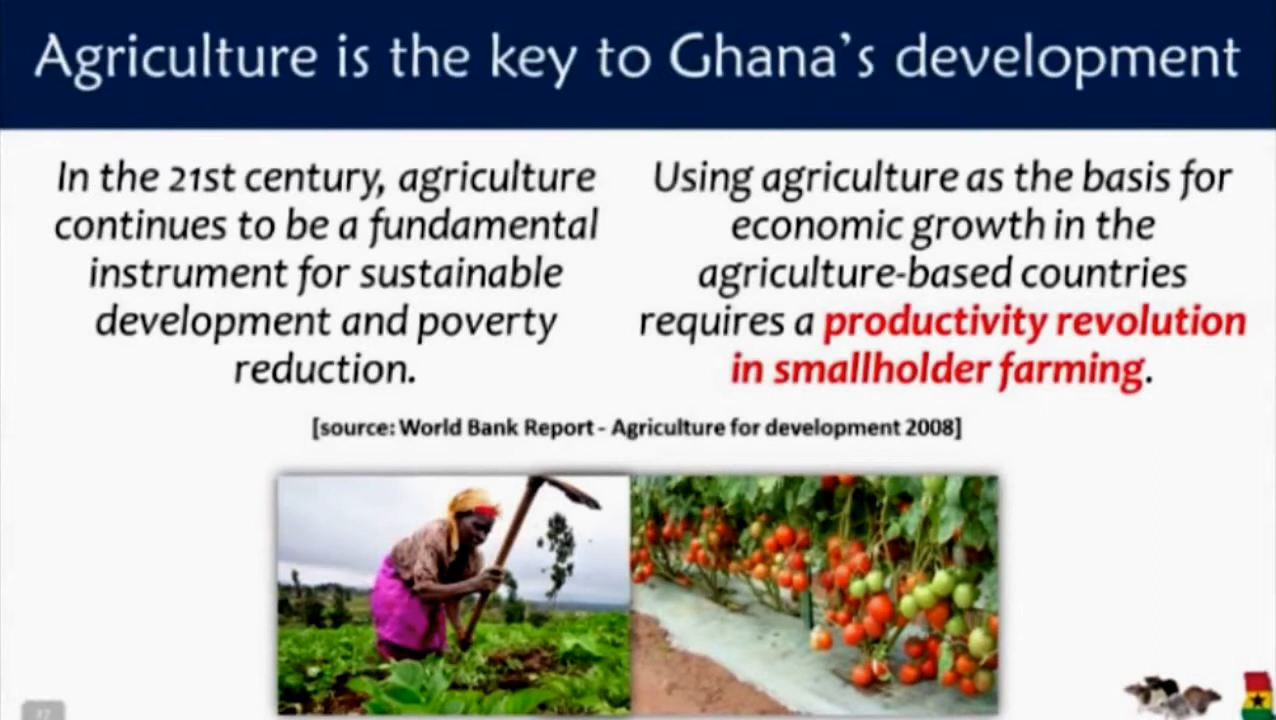 Agriculture is the key to Ghana's development
In the 21st century, agriculture
continues to be a fundamental
instrument for sustainable
development and poverty
reduction.
Using agriculture as the basis for
economic growth in the
agriculture-based countries
requires a productivity revolution
in smallholder farming.
[source: World Bank Report - Agriculture for development 2008]